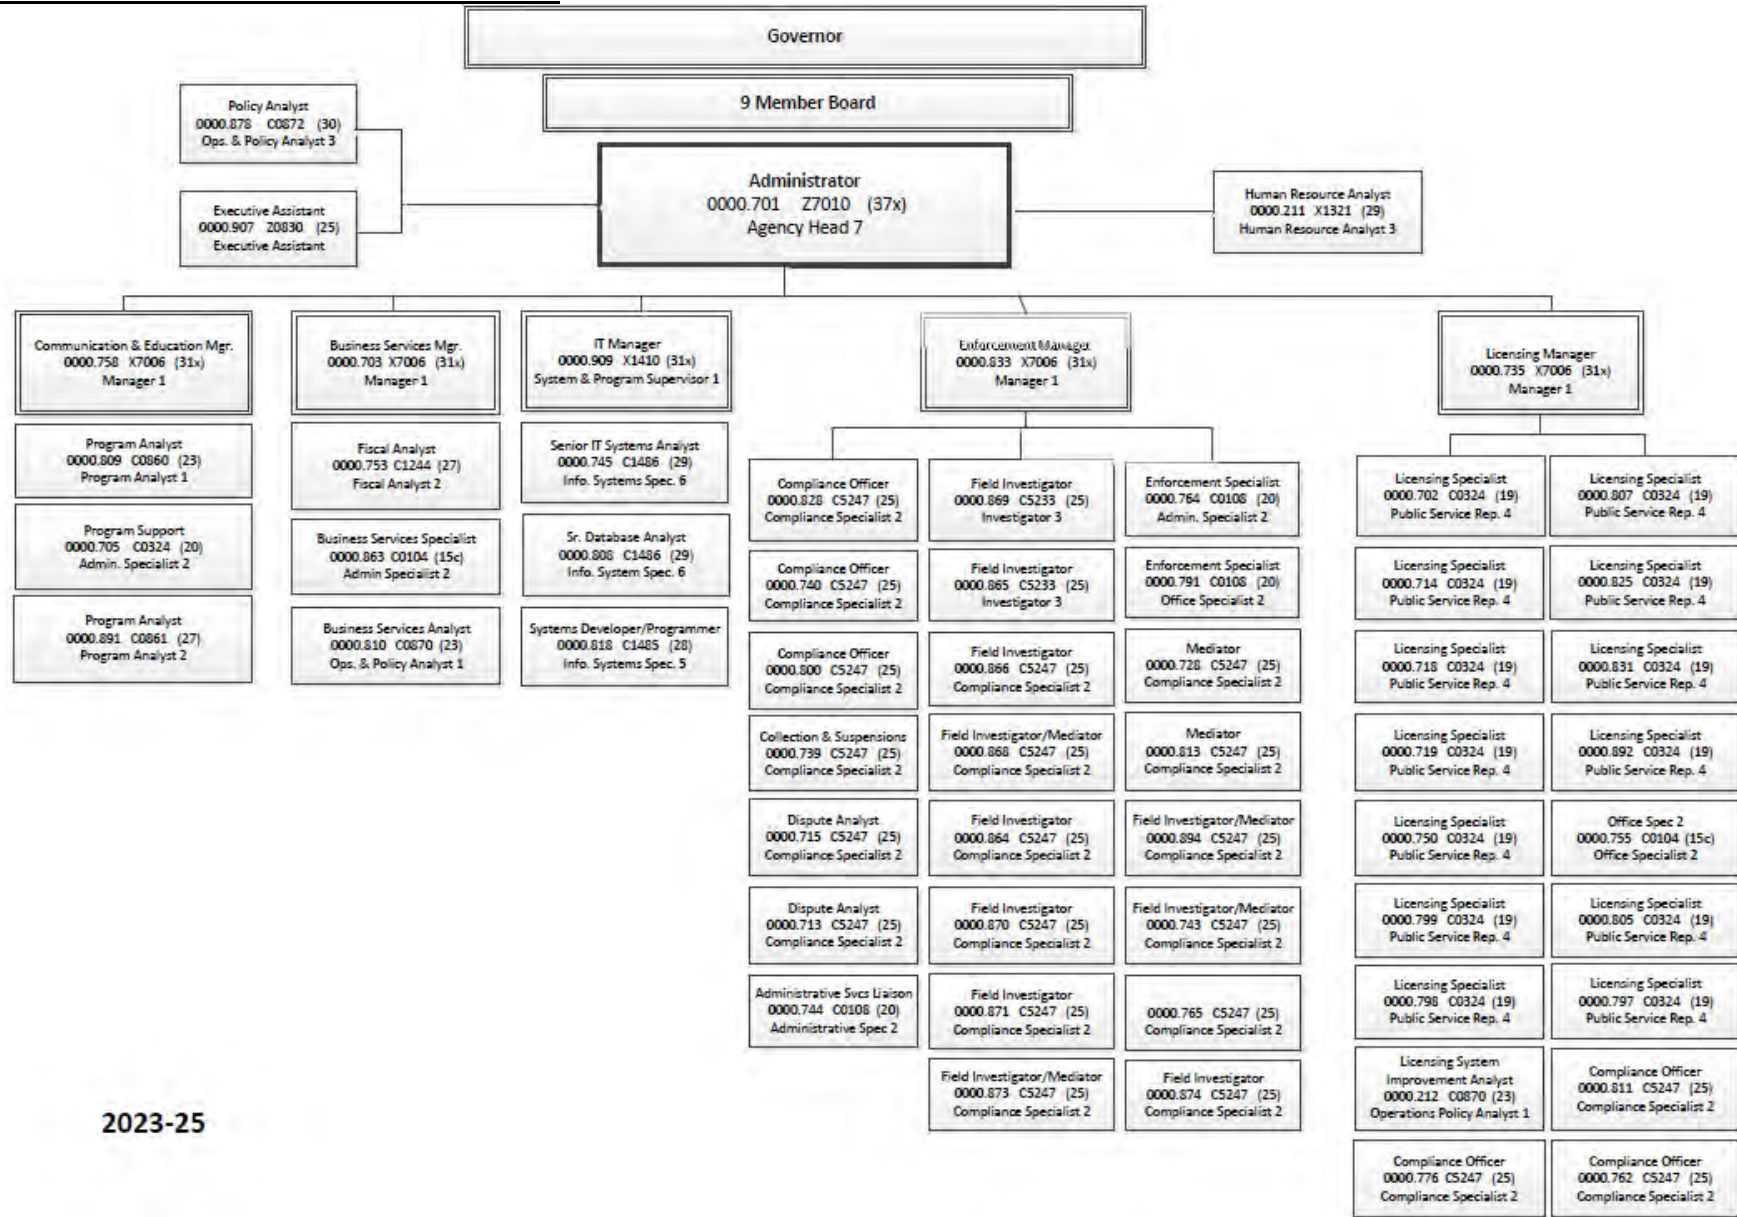 Governor
9 Member Board
Policy Analyst
0000.878 C0872 (30)
Ops. & Policy Analyst 3
Executive Assistant
0000.907 Z0830 (25)
Executive Assistant
Administrator
0000.701 Z7010 (37x)
Agency Head 7
Human Resource Analyst
0000.211 X1321 (29)
Human Resource Analyst 3
Communication & Education Mgr.
0000.758 X7006 (31x)
Manager 1
Program Analyst
0000.809 C0860 (23)
Program Analyst 1
Program Support
0000.705 C0324 (20)
Admin. Specialist 2
Program Analyst
0000.891 C0861 (27)
Program Analyst 2
Business Services Mgr.
0000.703 X7006 (31x)
Manager 1
Fiscal Analyst
0000.753 C1244 (27)
Fiscal Analyst 2
Business Services Specialist
0000.863 C0104 (15c)
Admin Specialist 2
Business Services Analyst
0000.810 C0870 (23)
Ops. & Policy Analyst 1
IT Manager
0000.909 X1410 (31x)
System & Program Supervisor 1
Senior IT Systems Analyst
0000.745 C1486 (29)
Info. Systems Spec. 6
Sr. Database Analyst
0000.808 C1486 (29)
Info. System Spec. 6
Systems Developer/Programmer
0000.818 C1485 (28)
Info. Systems Spec. 5
Enforcement Manager
0000.833 X7006 (31x)
Manager 1
Compliance Officer
0000.828 C5247 (25)
Compliance Specialist 2
Compliance Officer
0000.740 C5247 (25)
Compliance Specialist 2
Compliance Officer
0000.800 C5247 (25)
Compliance Specialist 2
Collection & Suspensions
0000.739 C5247 (25)
Compliance Specialist 2
Dispute Analyst
0000.715 C5247 (25)
Compliance Specialist 2
Dispute Analyst
0000.713 C5247 (25)
Compliance Specialist 2
Administrative Svcs Liaison
0000.744 C0108 (20)
Administrative Spec 2
Field Investigator
0000.869 C5233 (25)
Investigator 3
Field Investigator
0000.865 C5233 (25)
Investigator 3
Field Investigator
0000.866 C5247 (25)
Compliance Specialist 2
Field Investigator/Mediator
0000.868 C5247 (25)
Compliance Specialist 2
Field Investigator
0000.864 C5247 (25)
Compliance Specialist 2
Field Investigator
0000.870 C5247 (25)
Compliance Specialist 2
Field Investigator
0000.871 C5247 (25)
Compliance Specialist 2
Field Investigator/Mediator
0000.873 C5247 (25)
Compliance Specialist 2
Enforcement Specialist
0000.764 C0108 (20)
Admin. Specialist 2
Enforcement Specialist
0000.791 C0108 (20)
Office Specialist 2
Mediator
0000.728 C5247 (25)
Compliance Specialist 2
Mediator
0000.813 C5247 (25)
Compliance Specialist 2
Field Investigator/Mediator
0000.894 C5247 (25)
Compliance Specialist 2
Field Investigator/Mediator
0000.743 C5247 (25)
Compliance Specialist 2
0000.765 C5247 (25)
Compliance Specialist 2
Field Investigator
0000.874 C5247 (25)
Compliance Specialist 2
Licensing Manager
0000.735 X7006 (31x)
Manager 1
Licensing Specialist
0000.702 C0324 (19)
Public Service Rep. 4
Licensing Specialist
0000.714 C0324 (19)
Public Service Rep. 4
Licensing Specialist
0000.718 C0324 (19)
Public Service Rep. 4
Licensing Specialist
0000.719 C0324 (19)
Public Service Rep. 4
Licensing Specialist
0000.750 C0324 (19)
Public Service Rep. 4
Licensing Specialist
0000.799 C0324 (19)
Public Service Rep. 4
Licensing Specialist
0000.798 C0324 (19)
Public Service Rep. 4
Licensing System
Improvement Analyst
0000.212 C0870 (23)
Operations Policy Analyst 1
Compliance Officer
0000.776 C5247 (25)
Compliance Specialist 2
Licensing Specialist
0000.807 C0324 (19)
Public Service Rep. 4
Licensing Specialist
0000.825 C0324 (19)
Public Service Rep. 4
Licensing Specialist
0000.831 C0324 (19)
Public Service Rep. 4
Licensing Specialist
0000.892 C0324 (19)
Public Service Rep. 4
Office Spec 2
0000.755 C0104 (15c)
Office Specialist 2
Licensing Specialist
0000.805 C0324 (19)
Public Service Rep. 4
Licensing Specialist
0000.797 C0324 (19)
Public Service Rep. 4
Compliance Officer
0000.811 C5247 (25)
Compliance Specialist 2
Compliance Officer
0000.762 C5247 (25)
Compliance Specialist 2
2023-25